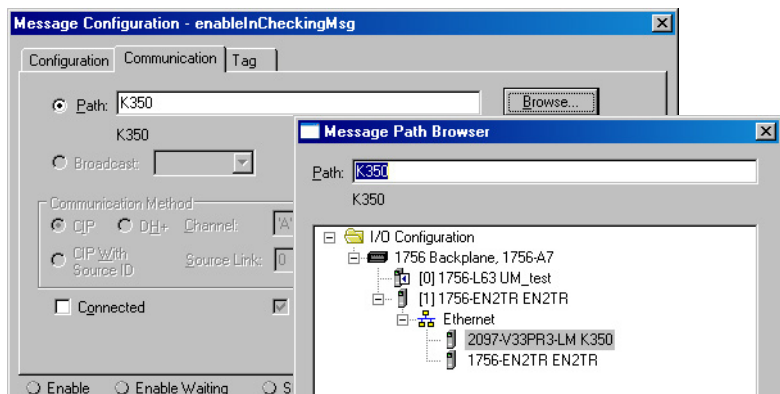 Message Configuration - enableInCheckingMsg
Configuration Communication Tag
Path: K350 Browse...
K350
Broadcast:
Communication Method
CIP DH+ Channel: 'A'
CIP With Source ID Source Link: 0
Connected
Enable Enable Waiting S
Message Path Browser
Path: K350
K350
I/O Configuration
1756 Backplane, 1756-A7
[0] 1756-L63 UM_test
[1] 1756-EN2TR EN2TR
Ethernet
2097-V33PR3-LM K350
1756-EN2TR EN2TR